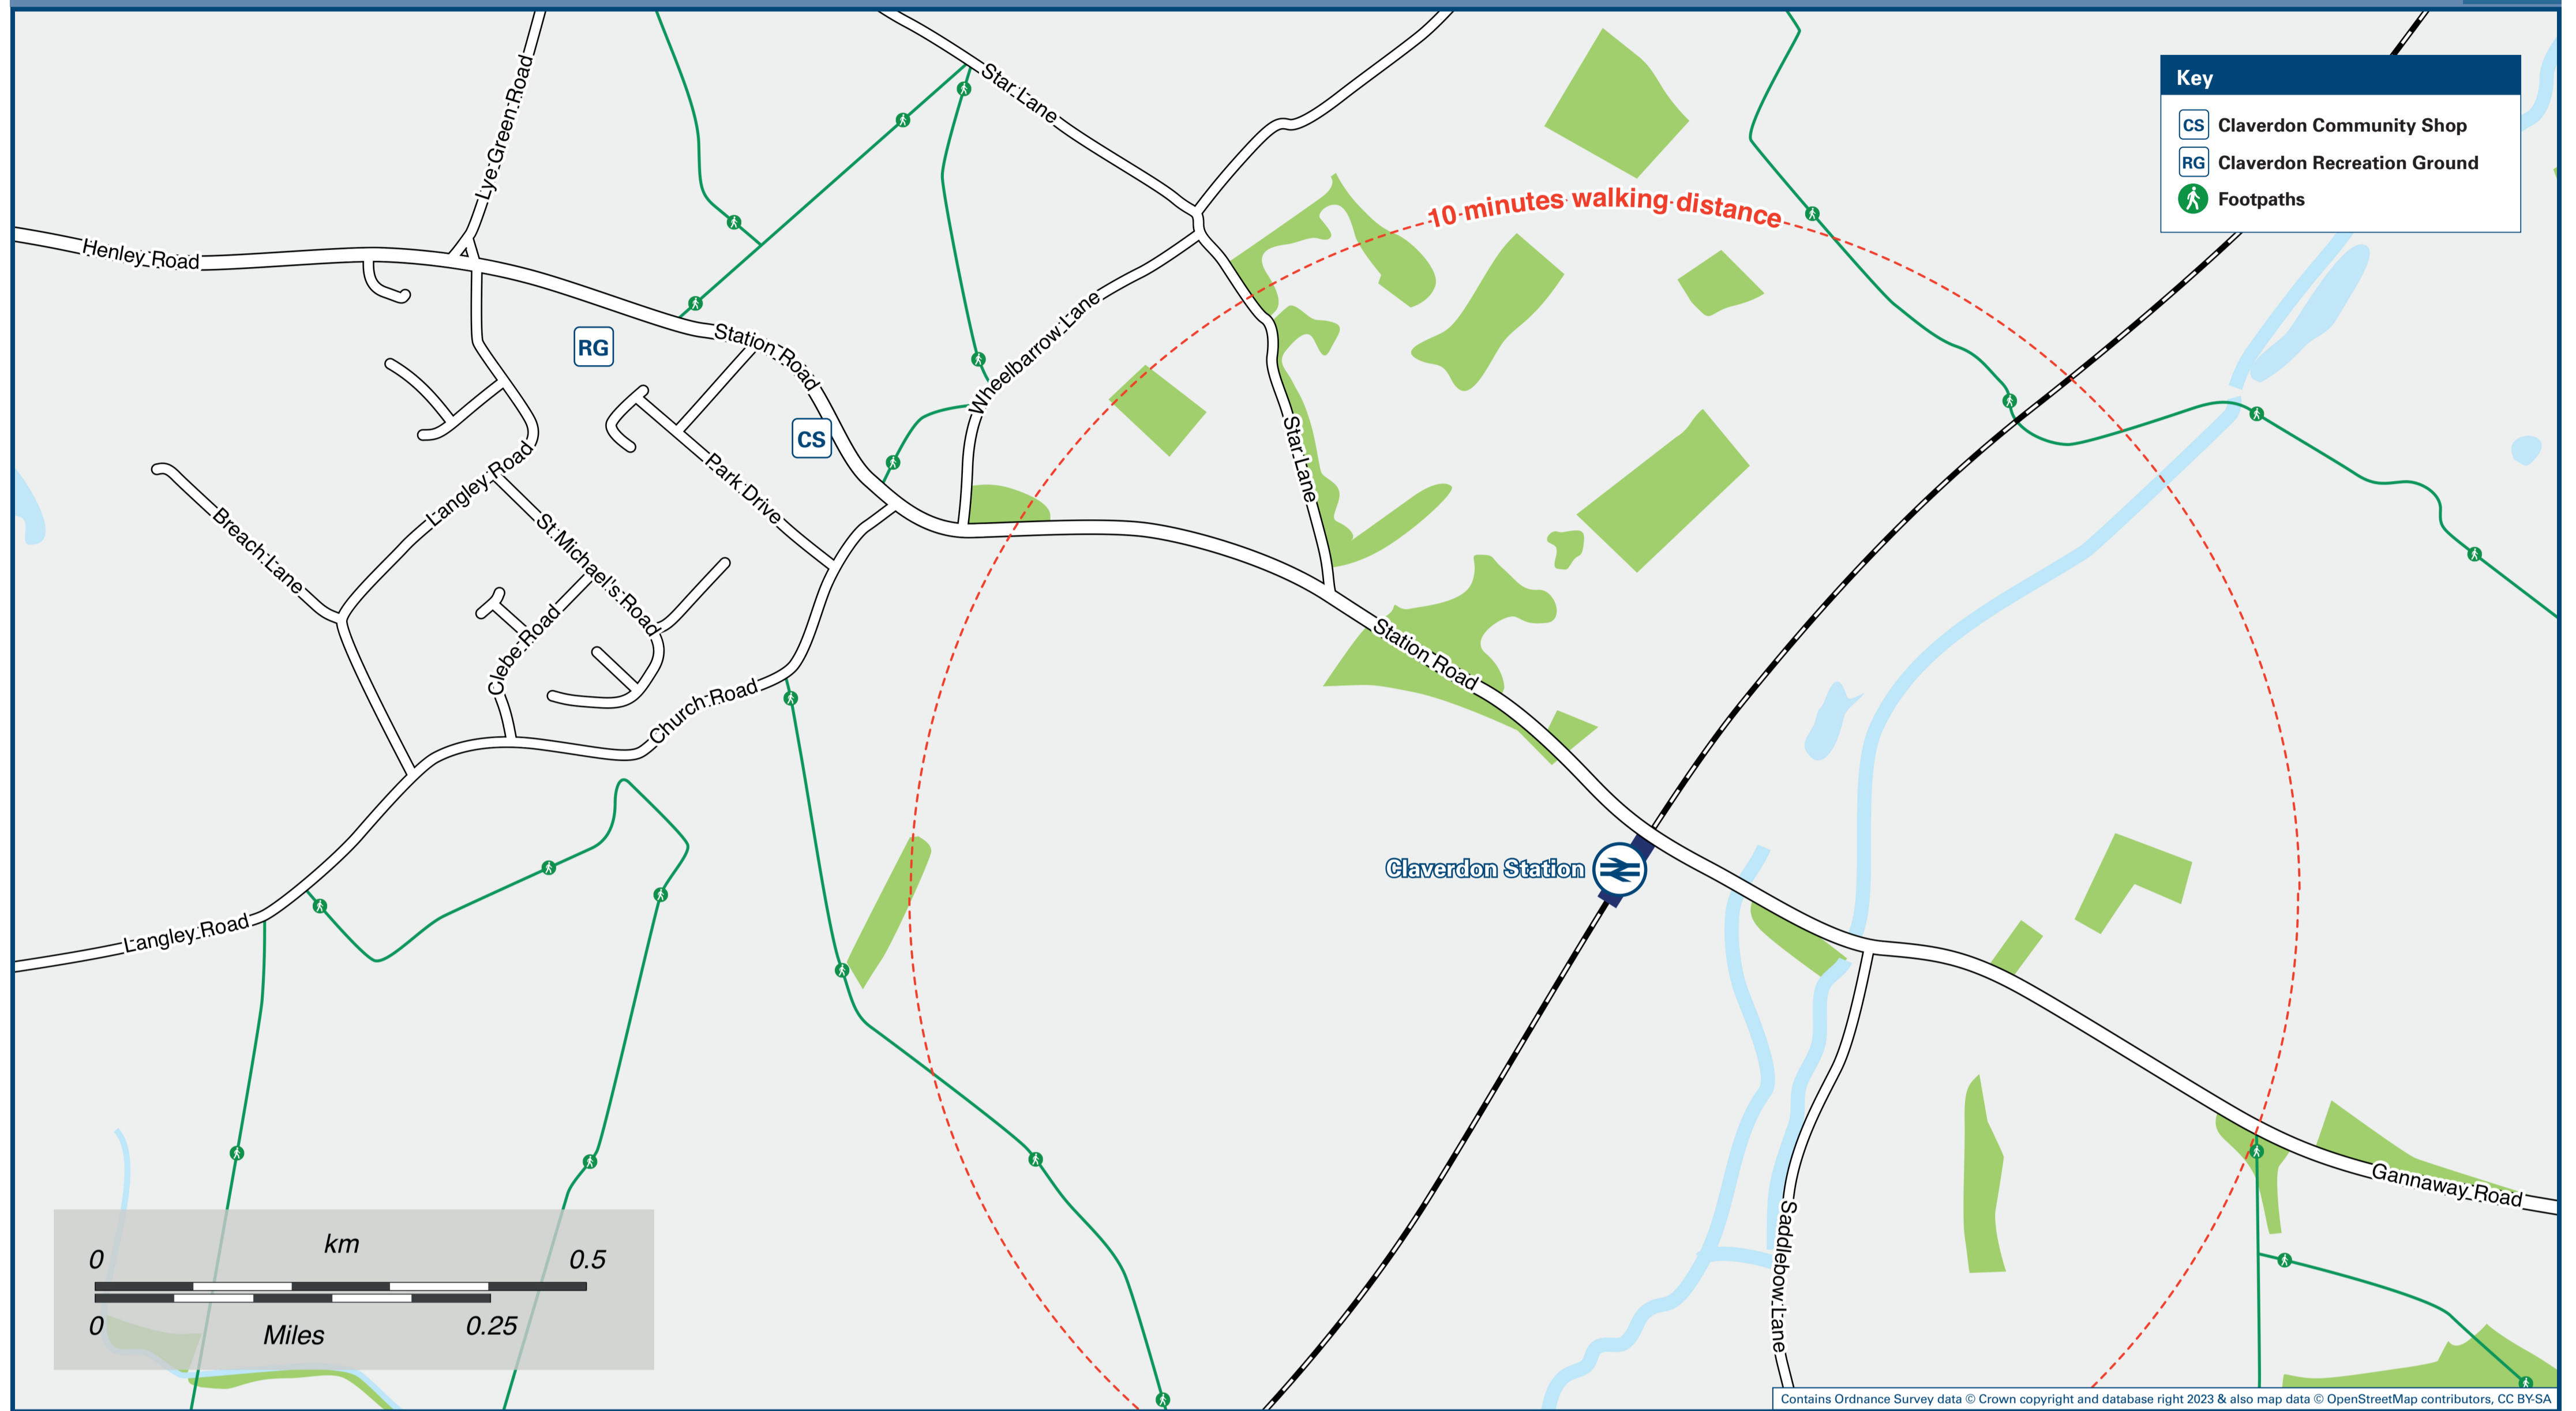 Key
CS Claverdon Community Shop
RG Claverdon Recreation Ground
Footpaths
Lye Green Road
Star Lane
10 minutes walking distance
Henley Road
RG
Station Road
Wheelbarrow Lane
CS
Star Lane
Langley Road
Park Drive
Breach Lane
St Michael's Road
Clebe Road
Station Road
Church Road
Claverdon Station
Langley Road
Gannaway Road
Saddlebow Lane
km
0 0.5
0 Miles 0.25
Contains Ordnance Survey data © Crown copyright and database right 2023 & also map data © OpenStreetMap contributors, CC BY-SA